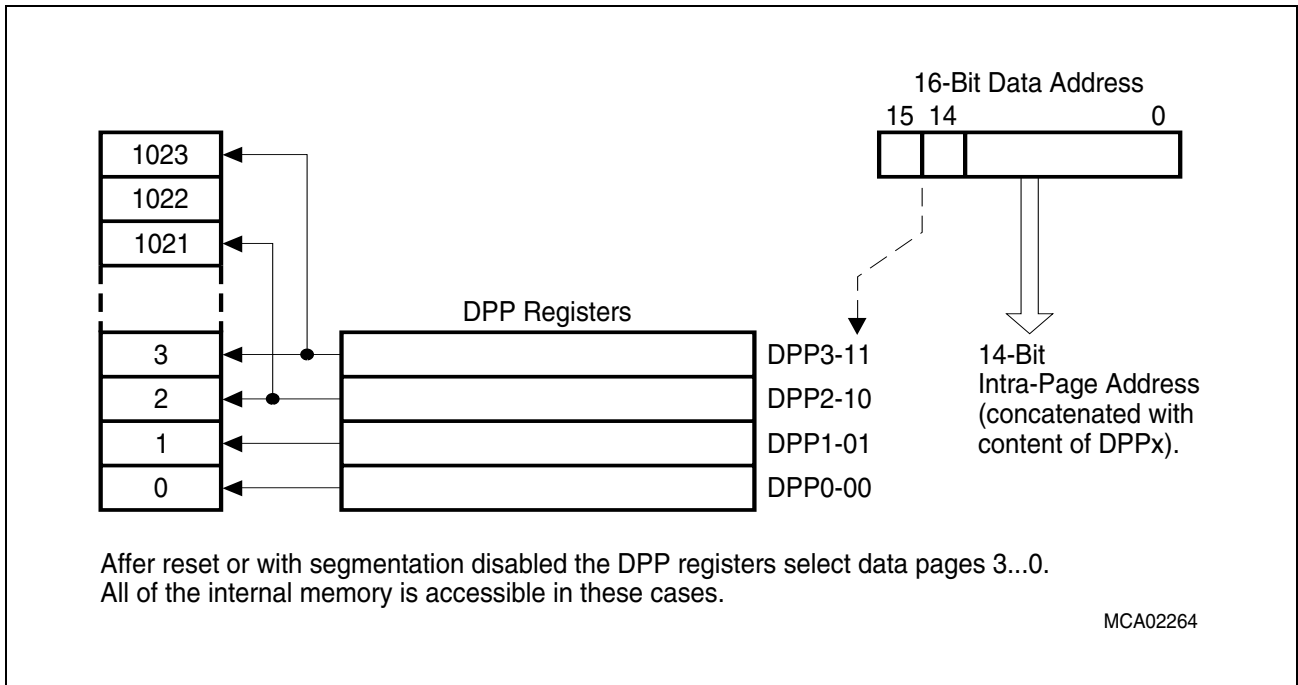 16-Bit Data Address
15 14 0
1023
1022
1021
DPP Registers
3
2
1
0
DPP3-11
DPP2-10
DPP1-01
DPP0-00
14-Bit
Intra-Page Address
(concatenated with
content of DPPx).
Affer reset or with segmentation disabled the DPP registers select data pages 3...0.
All of the internal memory is accessible in these cases.
MCA02264